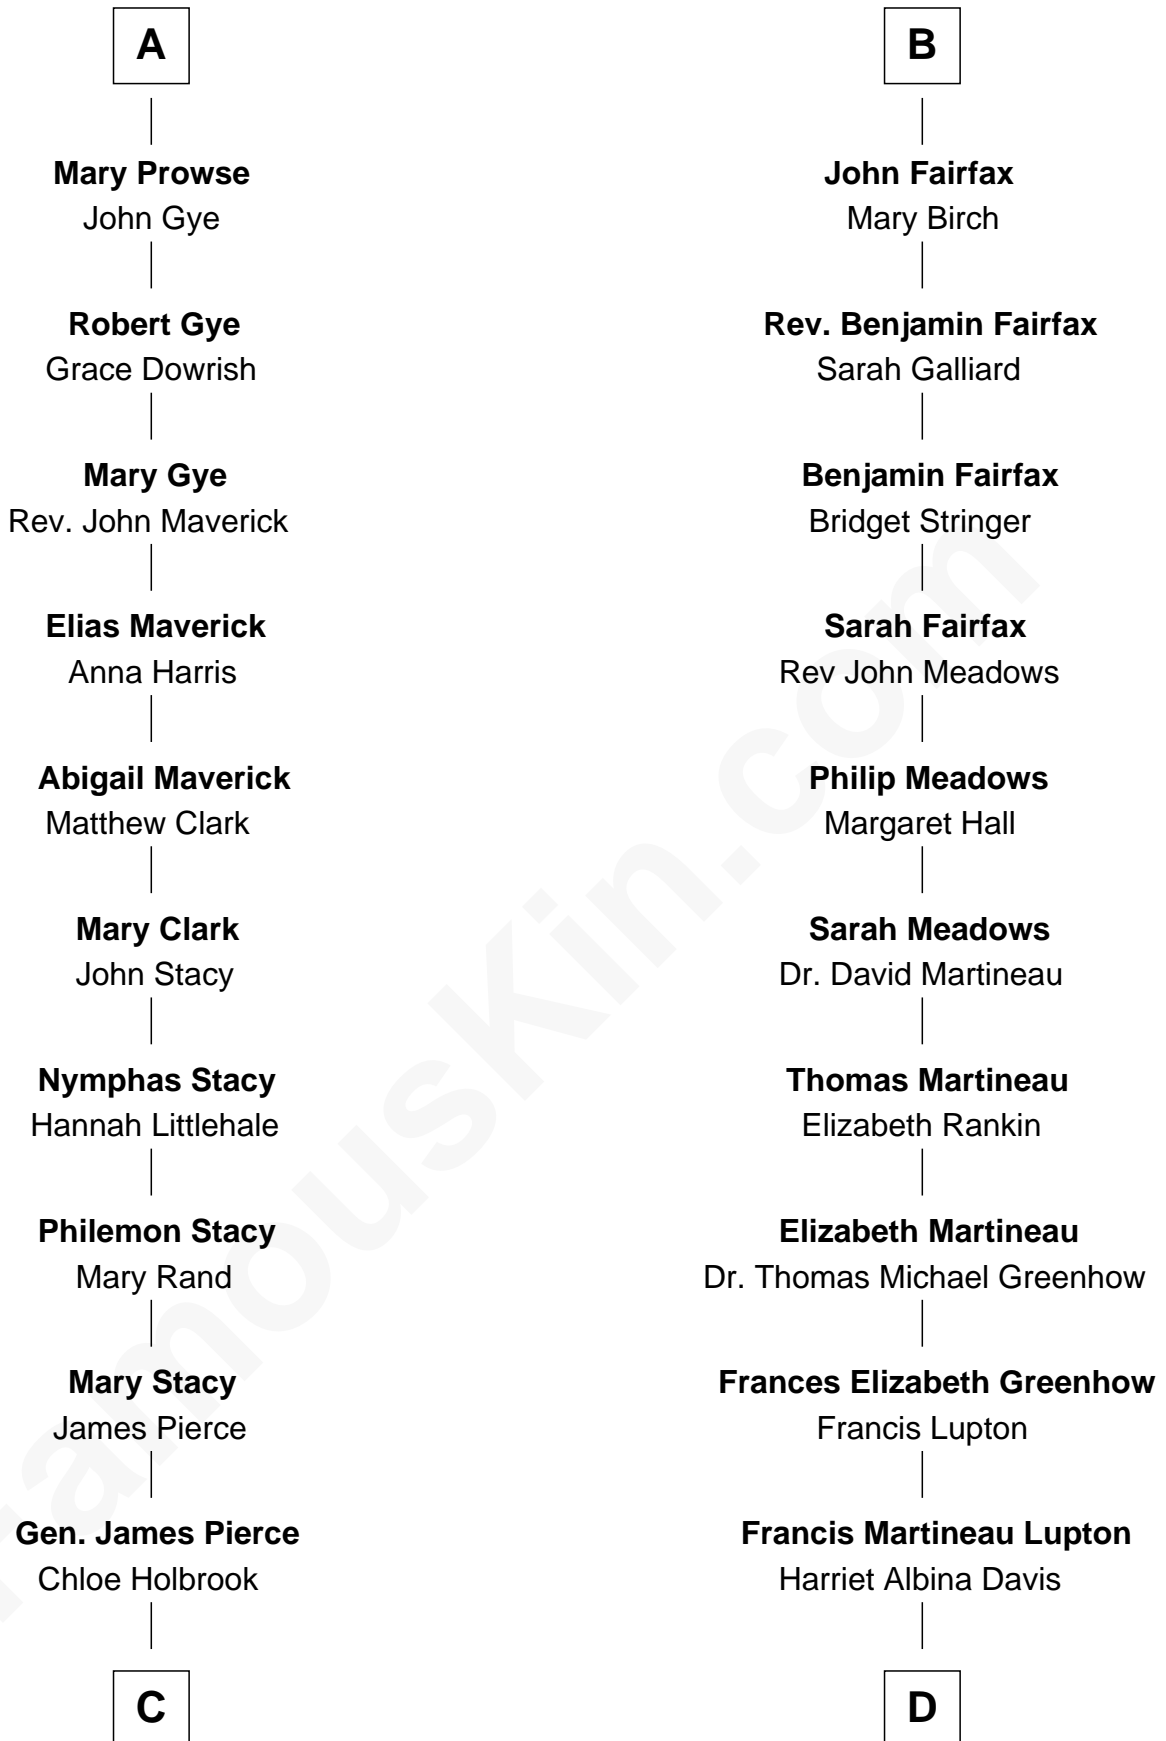 A
Mary Prowse
John Gye
Robert Gye
Grace Dowrish
Mary Gye
Rev. John Maverick
Elias Maverick
Anna Harris
Abigail Maverick
Matthew Clark
Mary Clark
John Stacy
Nymphas Stacy
Hannah Littlehale
Philemon Stacy
Mary Rand
Mary Stacy
James Pierce
Gen. James Pierce
Chloe Holbrook
C
B
John Fairfax
Mary Birch
Rev. Benjamin Fairfax
Sarah Galliard
Benjamin Fairfax
Bridget Stringer
Sarah Fairfax
Rev John Meadows
Philip Meadows
Margaret Hall
Sarah Meadows
Dr. David Martineau
Thomas Martineau
Elizabeth Rankin
Elizabeth Martineau
Dr. Thomas Michael Greenhow
Frances Elizabeth Greenhow
Francis Lupton
Francis Martineau Lupton
Harriet Albina Davis
D
FamousKin.com